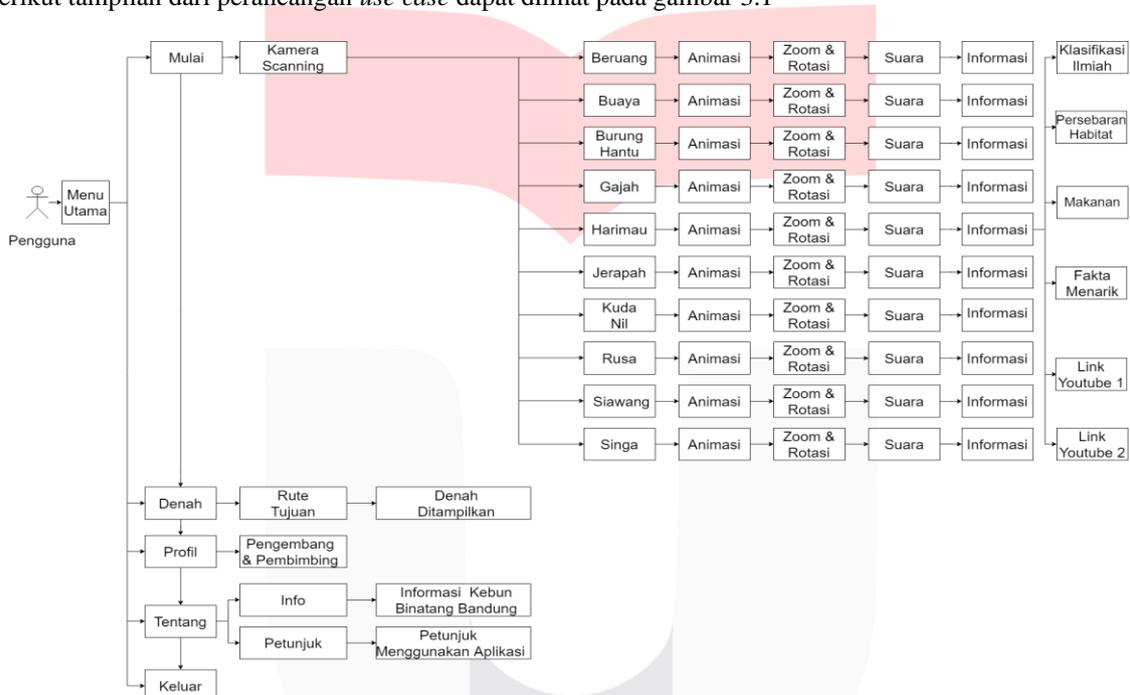 erikut tampilan dari perancangan use case dapat dilihat pada gambar 3.1
Mulai
Kamera
Scanning
Beruang
Animasi
Zoom &
Rotasi
Suara
Informasi
Klasifikasi
Ilmiah
Buaya
Animasi
Zoom &
Rotasi
Suara
Informasi
Persebaran
Habitat
Burung
Hantu
Animasi
Zoom &
Rotasi
Suara
Informasi
Pengguna
Menu
Utama
Gajah
Animasi
Zoom &
Rotasi
Suara
Informasi
Makanan
Harimau
Animasi
Zoom &
Rotasi
Suara
Informasi
Jerapah
Animasi
Zoom &
Rotasi
Suara
Informasi
Fakta
Menarik
Kuda
Nil
Animasi
Zoom &
Rotasi
Suara
Informasi
Rusa
Animasi
Zoom &
Rotasi
Suara
Informasi
Link
Youtube 1
Siawang
Animasi
Zoom &
Rotasi
Suara
Informasi
Singa
Animasi
Zoom &
Rotasi
Suara
Informasi
Link
Youtube 2
Denah
Rute
Tujuan
Denah
Ditampilkan
Profil
Pengembang
& Pembimbing
Tentang
Info
Informasi Kebun
Binatang Bandung
Petunjuk
Petunjuk
Menggunakan Aplikasi
Keluar